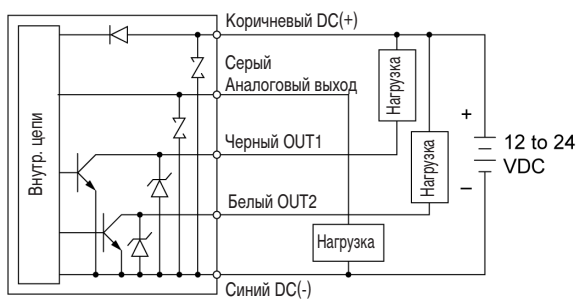 Коричневый DC(+)
Серый
Аналоговый выход
Черный OUT1
Белый OUT2
Синий DC(-)
Внутр. цепи
Нагрузка
Нагрузка
Нагрузка
+
12 to 24
VDC
–